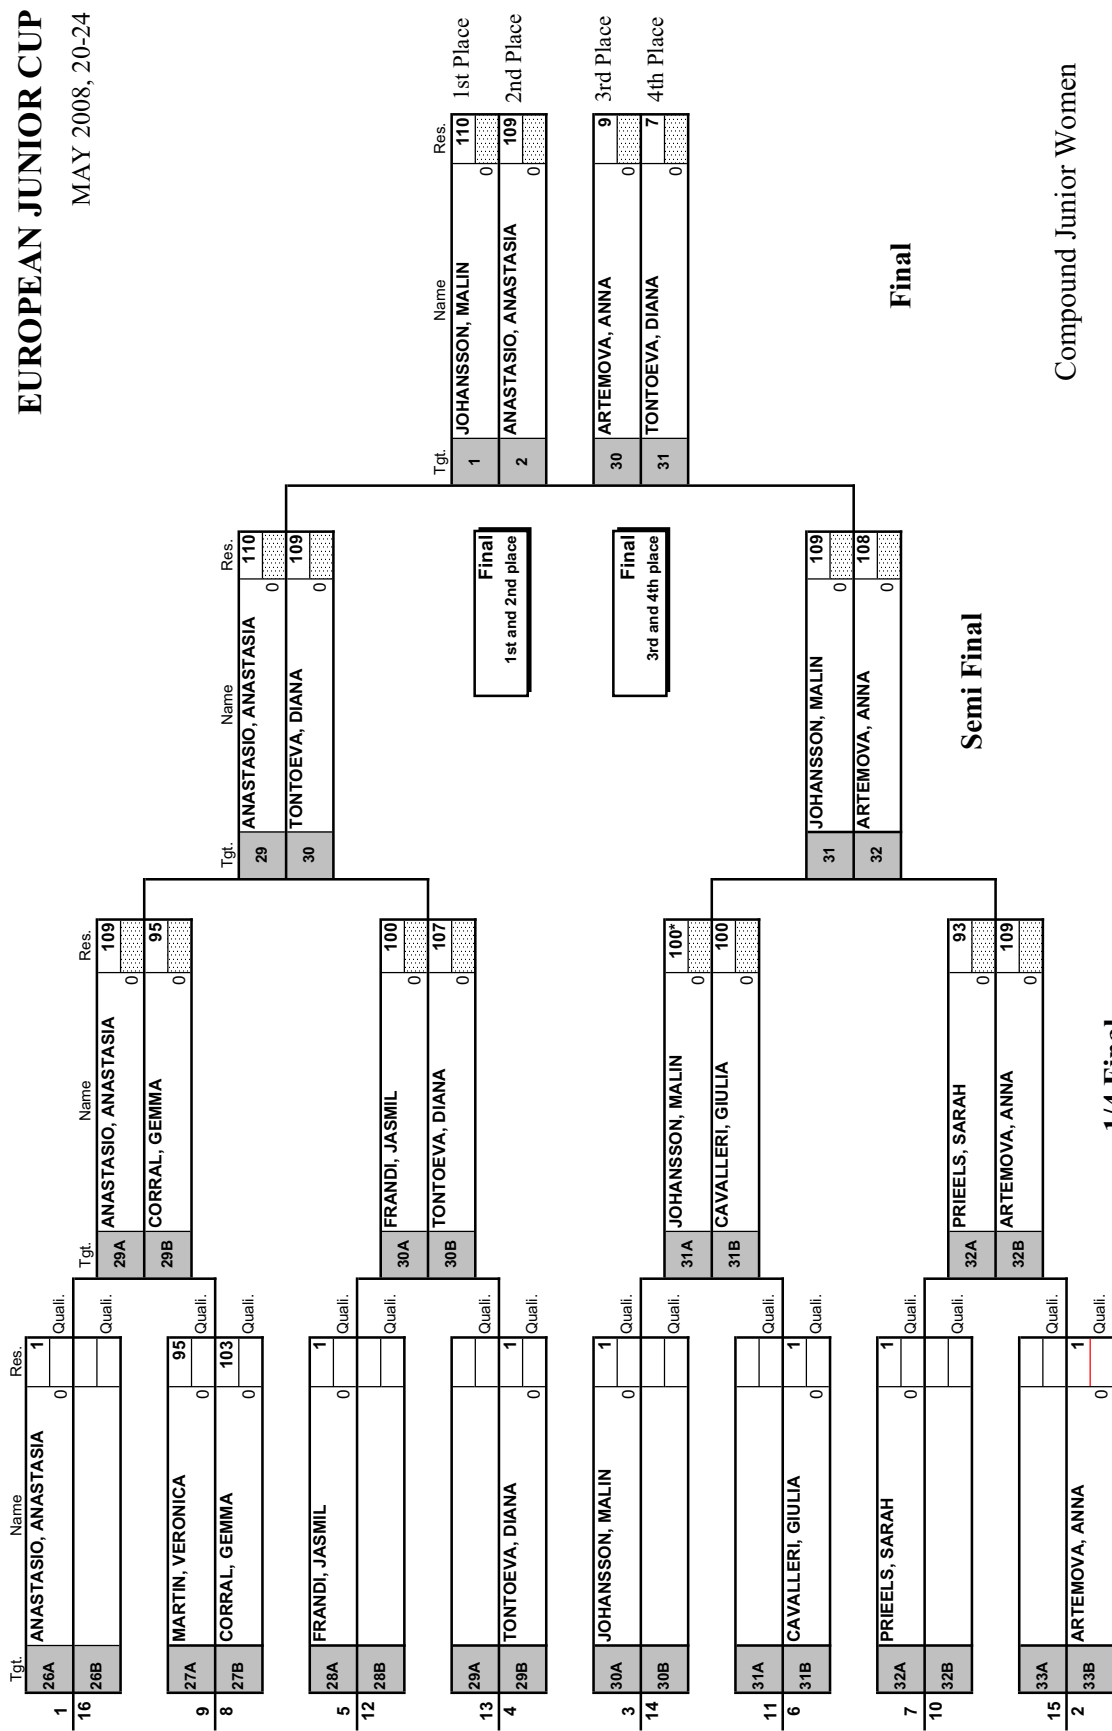 EUROPEAN JUNIOR CUP
MAY 2008, 20-24
Tgt. Name Res.
1 26A ANASTASIO, ANASTASIA 0 1 Quali.
16 26B Quali.
9 27A MARTIN, VERONICA 0 95 Quali.
8 27B CORRAL, GEMMA 0 103 Quali.
5 28A FRANDI, JASMIL 1 Quali.
12 28B Quali.
13 29A Quali.
4 29B TONTOEVA, DIANA 0 1 Quali.
3 30A JOHANSSON, MALIN 0 1 Quali.
14 30B Quali.
11 31A Quali.
6 31B CAVALLERI, GIULIA 0 1 Quali.
7 32A PRIEELS, SARAH 0 1 Quali.
10 32B Quali.
15 33A Quali.
2 33B ARTEMOVA, ANNA 0 1 Quali.
Tgt. Name Res.
29A ANASTASIO, ANASTASIA 0 109
29B CORRAL, GEMMA 0 95
30A FRANDI, JASMIL 0 100
30B TONTOEVA, DIANA 0 107
31A JOHANSSON, MALIN 0 100*
31B CAVALLERI, GIULIA 0 100
32A PRIEELS, SARAH 0 93
32B ARTEMOVA, ANNA 0 109
1/4 Final
Tgt. Name Res.
29 ANASTASIO, ANASTASIA 0 110
30 TONTOEVA, DIANA 0 109
31 JOHANSSON, MALIN 0 109
32 ARTEMOVA, ANNA 0 108
Semi Final
Final
1st and 2nd place
Final
3rd and 4th place
Tgt. Name Res.
1 JOHANSSON, MALIN 0 110 1st Place
2 ANASTASIO, ANASTASIA 0 109 2nd Place
30 ARTEMOVA, ANNA 0 9 3rd Place
31 TONTOEVA, DIANA 0 7 4th Place
Final
Compound Junior Women